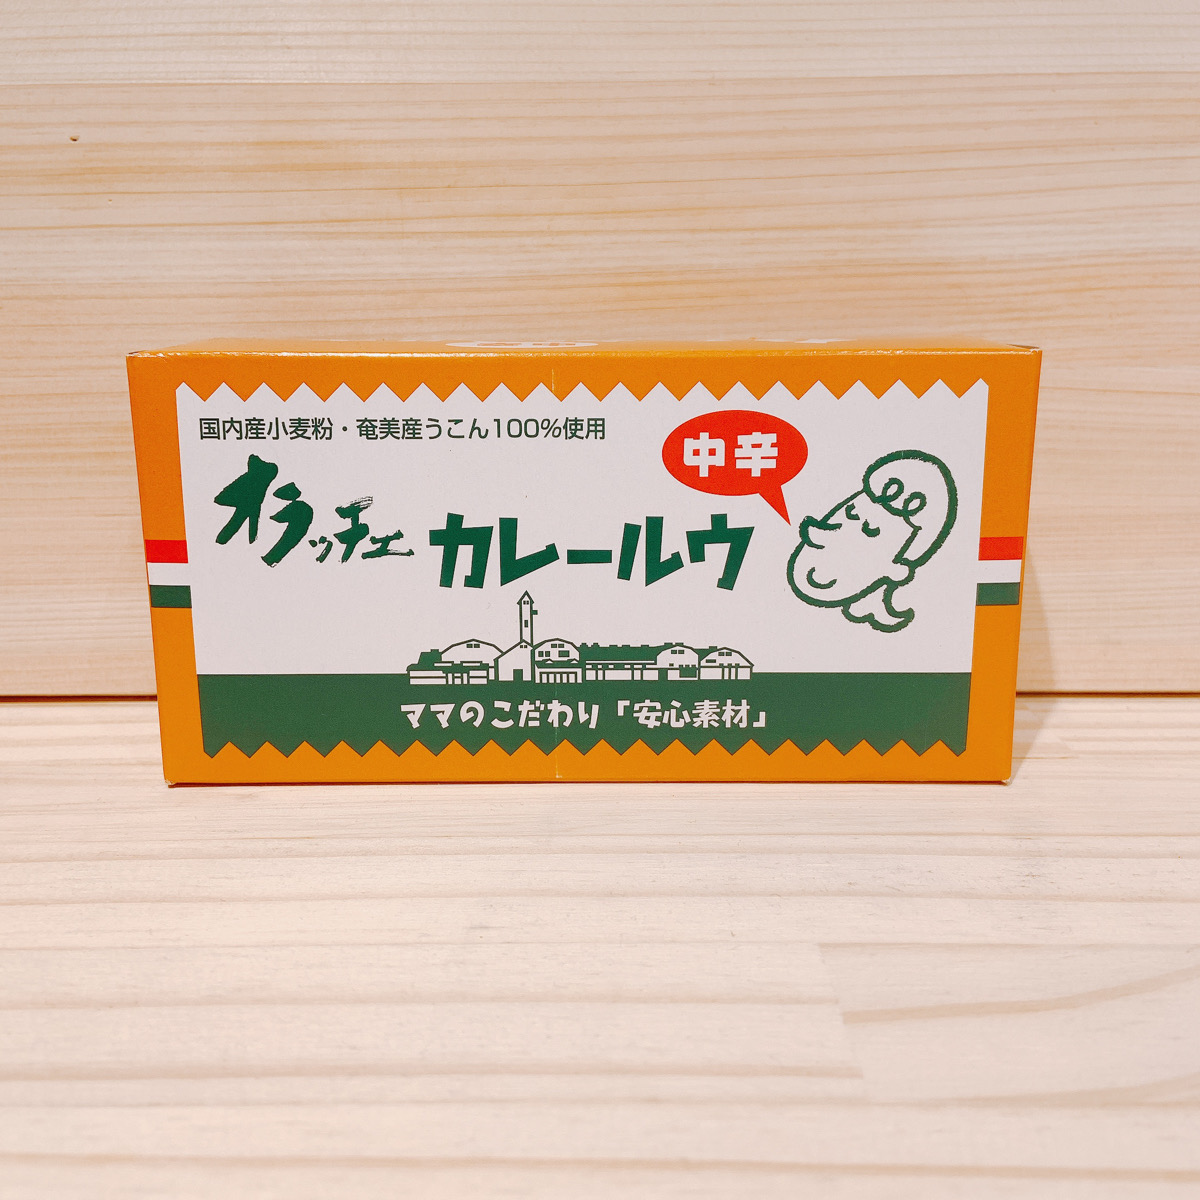 国内産小麦粉・奄美産うこん100%使用
中辛
オラッチェ カレールウ
ママのこだわり「安心素材」